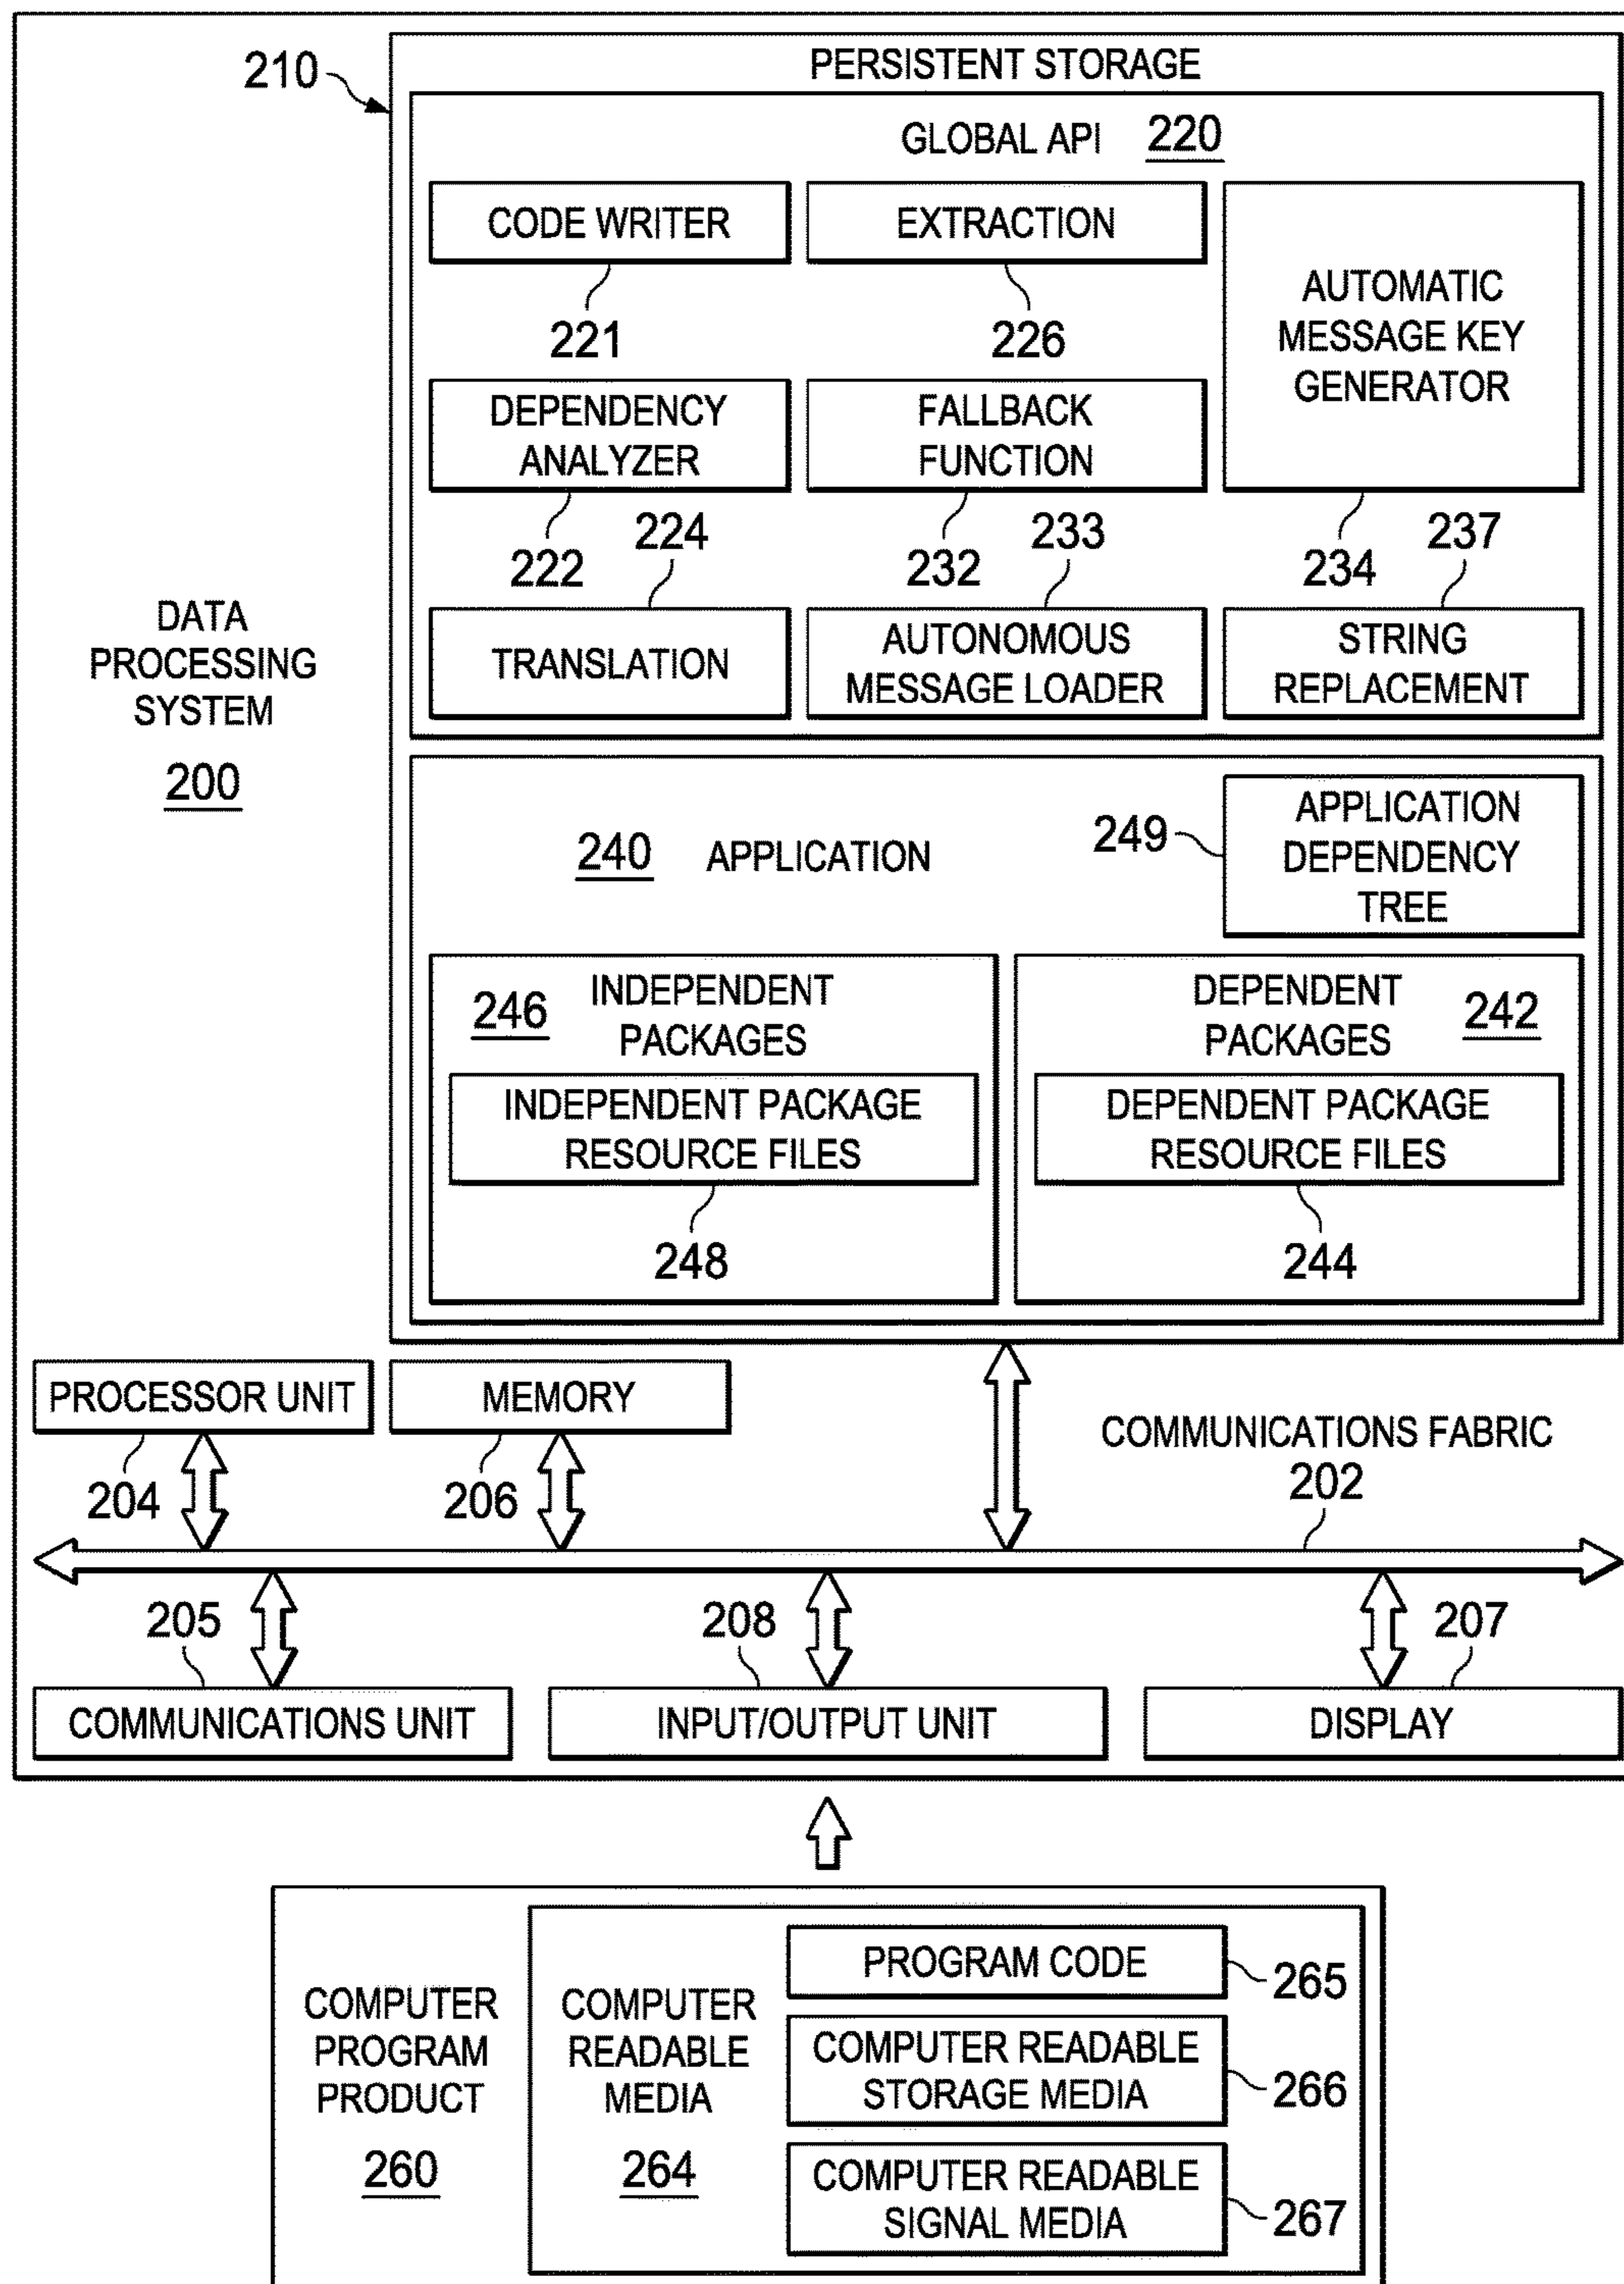 PERSISTENT STORAGE
210
GLOBAL API 220
CODE WRITER
221
EXTRACTION
226
AUTOMATIC
MESSAGE KEY
GENERATOR
234
DEPENDENCY
ANALYZER
222
FALLBACK
FUNCTION
232
224
TRANSLATION
233
AUTONOMOUS
MESSAGE LOADER
237
STRING
REPLACEMENT
DATA
PROCESSING
SYSTEM
200
240 APPLICATION
249
APPLICATION
DEPENDENCY
TREE
246
INDEPENDENT
PACKAGES
INDEPENDENT PACKAGE
RESOURCE FILES
248
DEPENDENT
PACKAGES
242
DEPENDENT PACKAGE
RESOURCE FILES
244
PROCESSOR UNIT
204
MEMORY
206
COMMUNICATIONS FABRIC
202
205
COMMUNICATIONS UNIT
208
INPUT/OUTPUT UNIT
207
DISPLAY
COMPUTER
PROGRAM
PRODUCT
260
COMPUTER
READABLE
MEDIA
264
PROGRAM CODE
265
COMPUTER READABLE
STORAGE MEDIA
266
COMPUTER READABLE
SIGNAL MEDIA
267